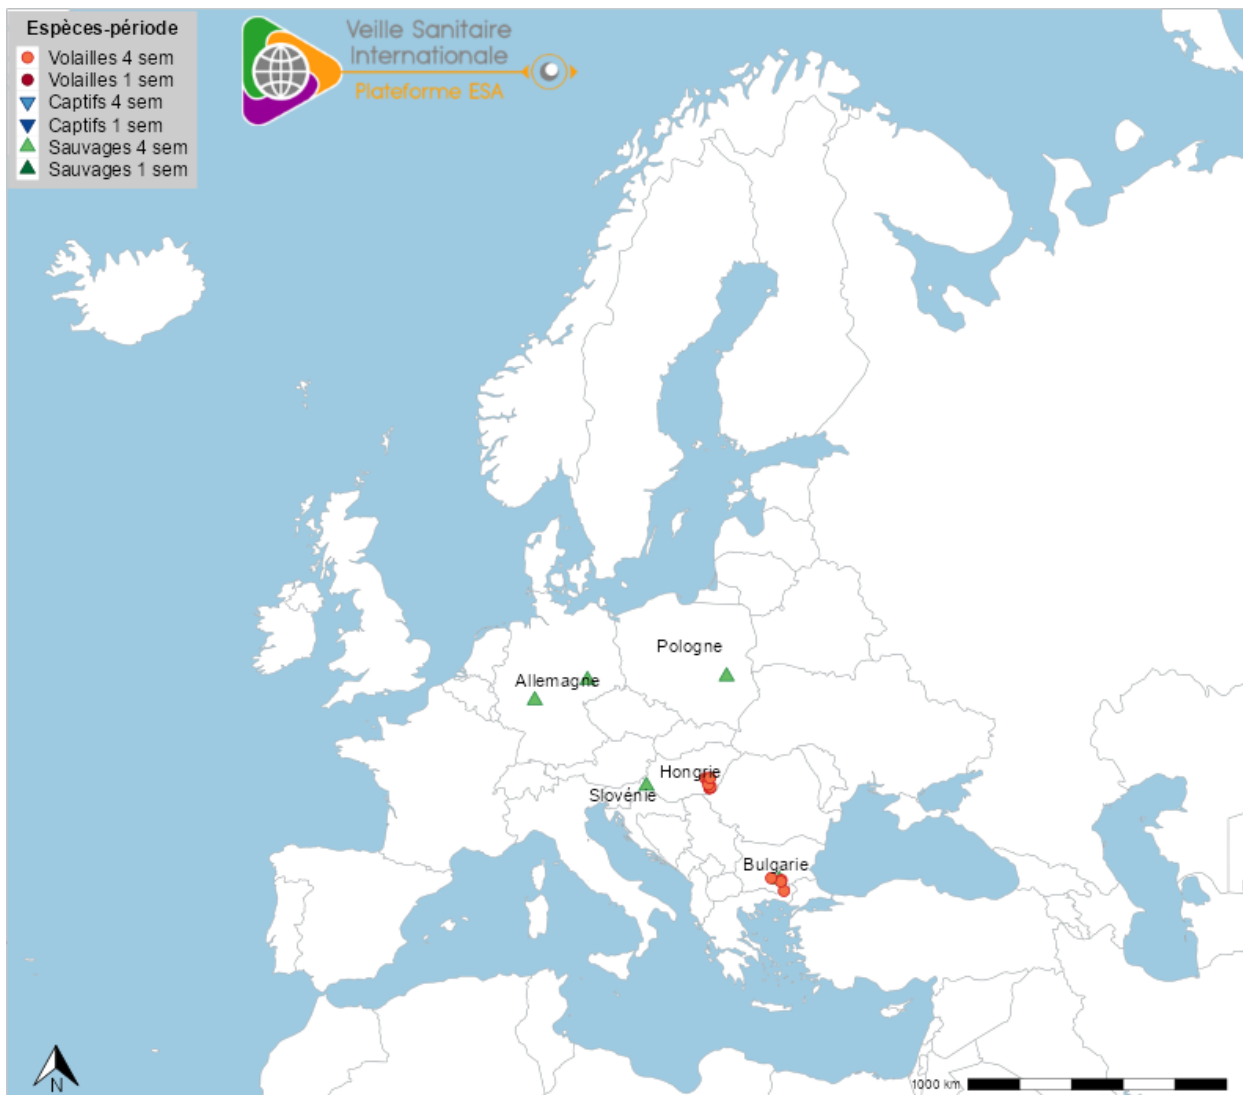 Espèces-période
Volailles 4 sem
Volailles 1 sem
Captifs 4 sem
Captifs 1 sem
Sauvages 4 sem
Sauvages 1 sem
Veille Sanitaire
Internationale
Plateforme ESA
Pologne
Allemagne
Hongrie
Slovénie
Bulgarie
N
1000 km